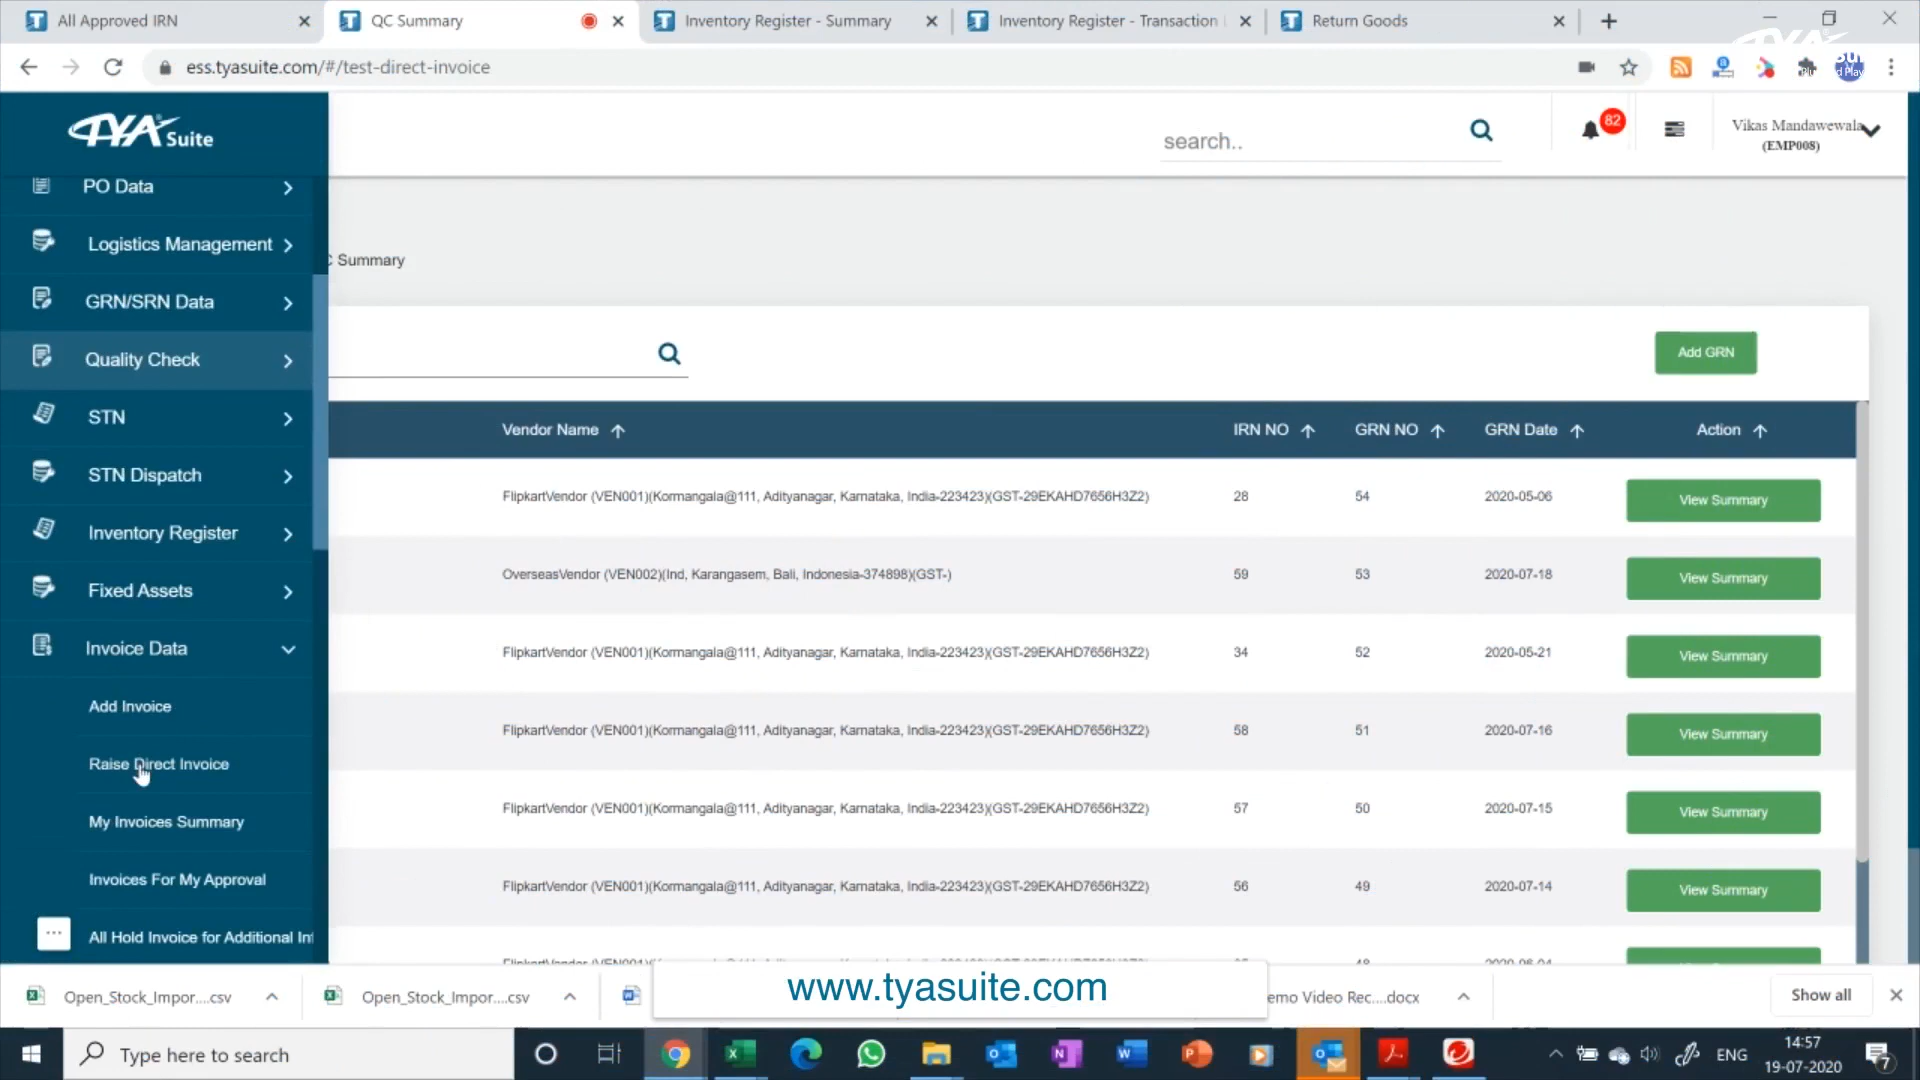 All Approved IRN
QC Summary
Inventory Register - Summary
Inventory Register - Transaction
Return Goods
ess.tyasuite.com/#/test-direct-invoice
TYA Suite
search..
82
Vikas Mandawewala
(EMP008)
PO Data
Logistics Management
GRN/SRN Data
Quality Check
STN
STN Dispatch
Inventory Register
Fixed Assets
Invoice Data
Add Invoice
Raise Direct Invoice
My Invoices Summary
Invoices For My Approval
All Hold Invoice for Additional Inf
C Summary
Add GRN
Vendor Name IRN NO GRN NO GRN Date Action
FlipkartVendor (VEN001)(Kormangala@111, Adityanagar, Karnataka, India-223423)(GST-29EKAHD7656H3Z2) 28 54 2020-05-06 View Summary
OverseasVendor (VEN002)(Ind, Karangasem, Bali, Indonesia-374898)(GST-) 59 53 2020-07-18 View Summary
FlipkartVendor (VEN001)(Kormangala@111, Adityanagar, Karnataka, India-223423)(GST-29EKAHD7656H3Z2) 34 52 2020-05-21 View Summary
FlipkartVendor (VEN001)(Kormangala@111, Adityanagar, Karnataka, India-223423)(GST-29EKAHD7656H3Z2) 58 51 2020-07-16 View Summary
FlipkartVendor (VEN001)(Kormangala@111, Adityanagar, Karnataka, India-223423)(GST-29EKAHD7656H3Z2) 57 50 2020-07-15 View Summary
FlipkartVendor (VEN001)(Kormangala@111, Adityanagar, Karnataka, India-223423)(GST-29EKAHD7656H3Z2) 56 49 2020-07-14 View Summary
Open_Stock_Impor....csv
Open_Stock_Impor....csv
www.tyasuite.com
emo Video Rec....docx
Show all
Type here to search
ENG
14:57
19-07-2020
7